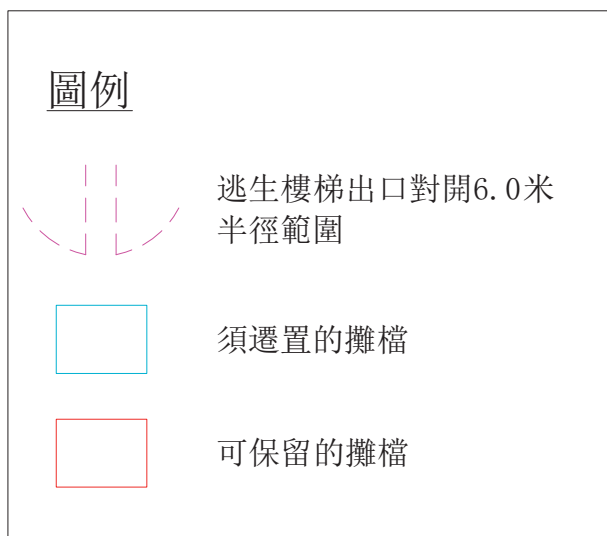 圖例
逃生樓梯出口對開6.0米
半徑範圍
須遷置的攤檔
可保留的攤檔